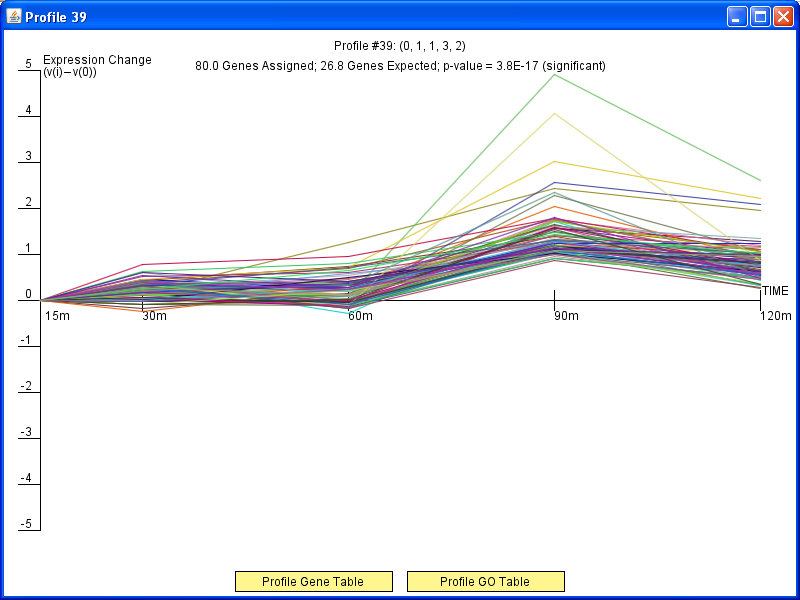 Profile 39
Profile #39: (0, 1, 1, 3, 2)
80.0 Genes Assigned; 26.8 Genes Expected; p-value = 3.8E-17 (significant)
Expression Change
(v(i)–v(0))
5
4
3
2
1
0
-1
-2
-3
-4
-5
15m
30m
60m
90m
120m
TIME
Profile Gene Table
Profile GO Table